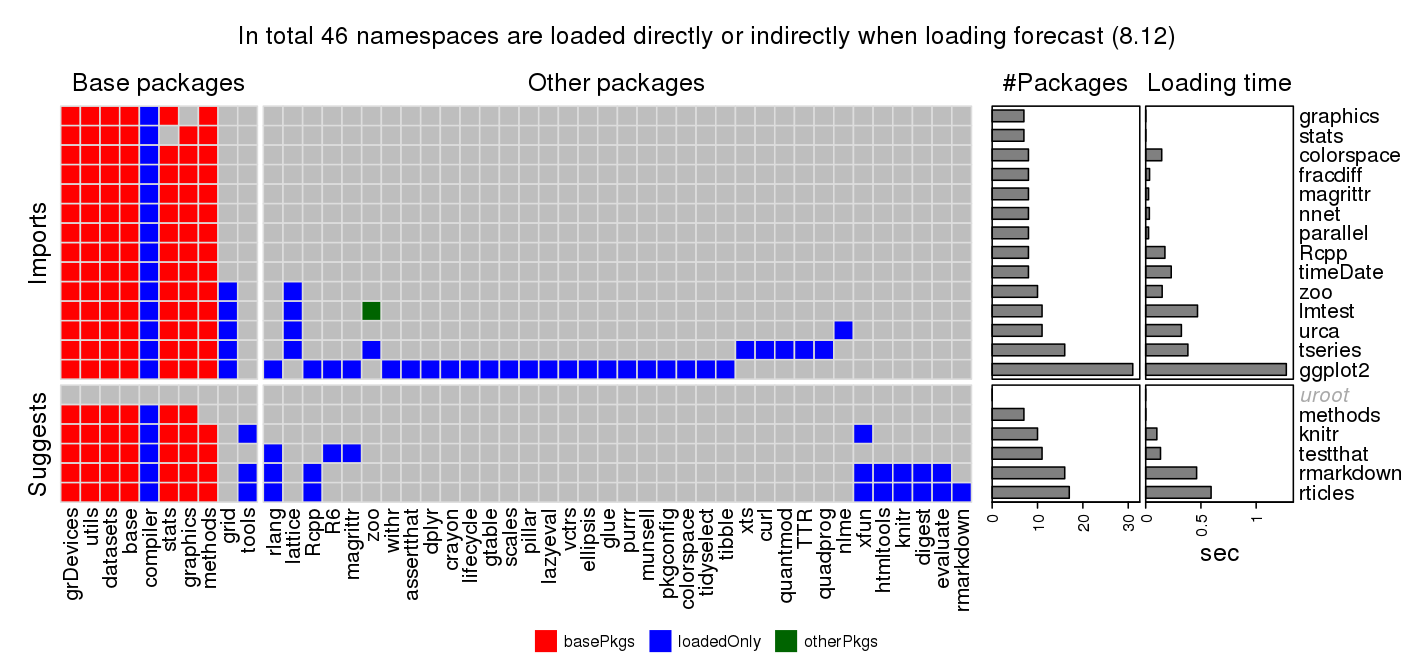 In total 46 namespaces are loaded directly or indirectly when loading forecast (8.12)
Base packages
Other packages
#Packages
Loading time
Imports
Suggests
graphics
stats
colorspace
fracdiff
magrittr
nnet
parallel
Rcpp
timeDate
zoo
lmtest
urca
tseries
ggplot2
uroot
methods
knitr
testthat
rmarkdown
rticles
grDevices
utils
datasets
base
compiler
stats
graphics
methods
grid
tools
rlang
lattice
Rcpp
R6
magrittr
zoo
withr
assertthat
dplyr
crayon
lifecycle
gtable
scales
pillar
lazyeval
vctrs
ellipsis
glue
purrr
munsell
pkgconfig
colorspace
tidyselect
tibble
xts
curl
quantmod
TTR
quadprog
nlme
xfun
htmltools
knitr
digest
evaluate
rmarkdown
0
10
20
30
0
0.5
1
sec
basePkgs
loadedOnly
otherPkgs